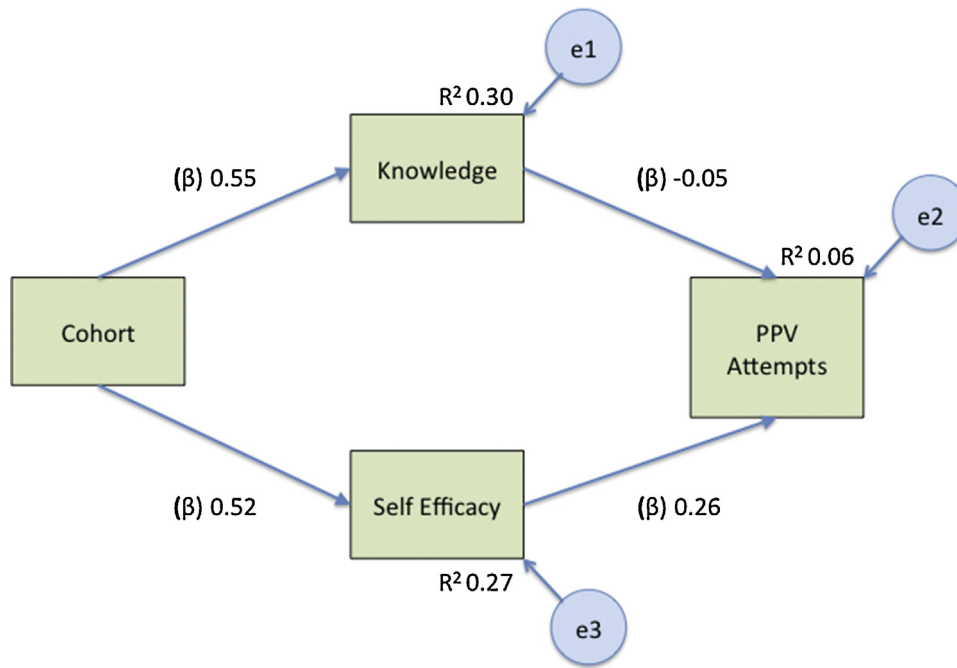 e1
R² 0.30
Knowledge
(β) 0.55
(β) -0.05
e2
R² 0.06
Cohort
PPV
Attempts
Self Efficacy
(β) 0.52
(β) 0.26
R² 0.27
e3